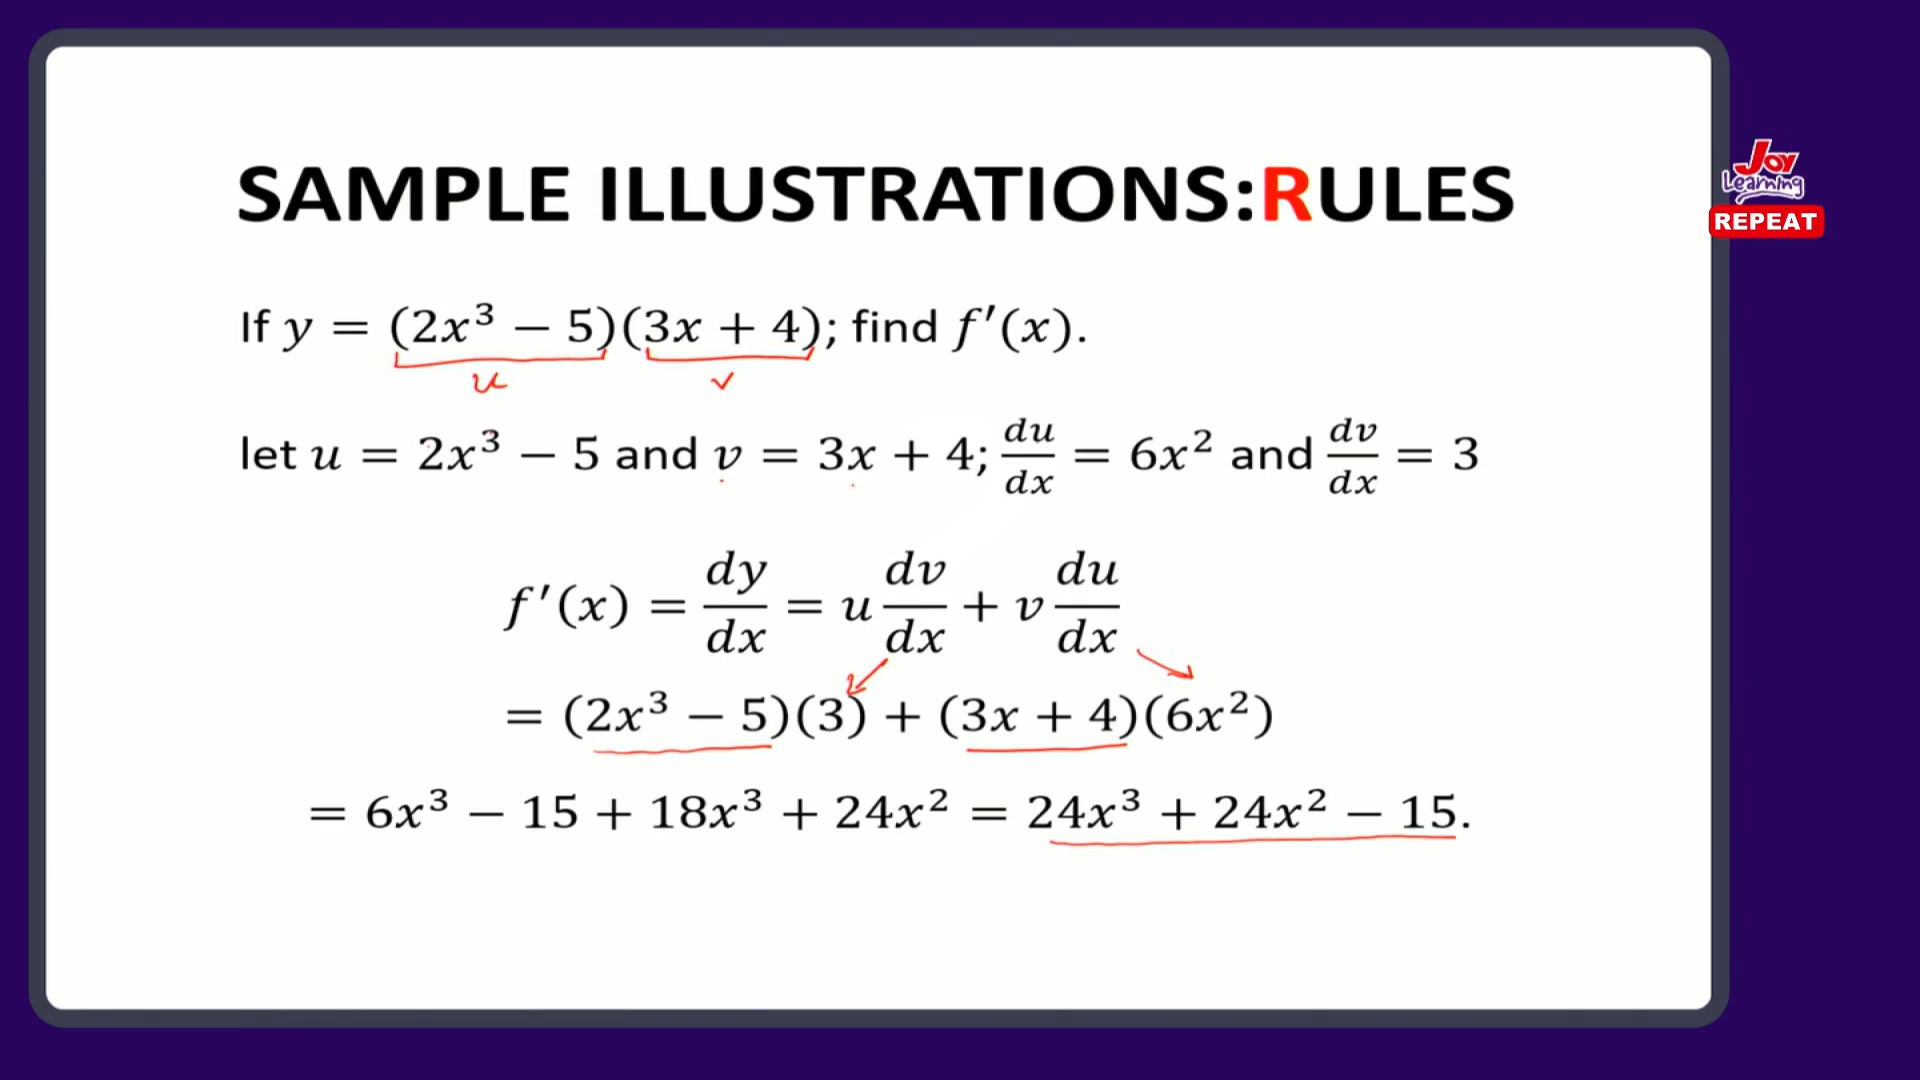 SAMPLE ILLUSTRATIONS:RULES
Joy
Learning
REPEAT
If y = (2x³ − 5)(3x + 4); find f′(x).
u v
let u = 2x³ − 5 and v = 3x + 4; du/dx = 6x² and dv/dx = 3
f′(x) = dy/dx = u dv/dx + v du/dx
= (2x³ − 5)(3) + (3x + 4)(6x²)
= 6x³ − 15 + 18x³ + 24x² = 24x³ + 24x² − 15.